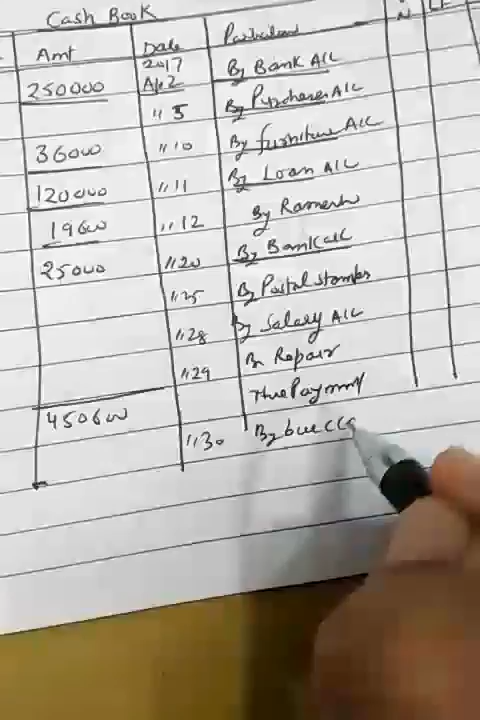 Cash Book
Amt Date Particulars
2017
250000 Apr 2 By Bank A/C
" 5 By Purchases A/C
36000 " 10 By furniture A/C
120000 " 11 By Loan A/C
19600 " 12 By Ramesh
25000 " 20 By Bank A/C
" 25 By Postal stamps
" 28 By Salary A/C
" 29 By Repair
450600
" 30 By